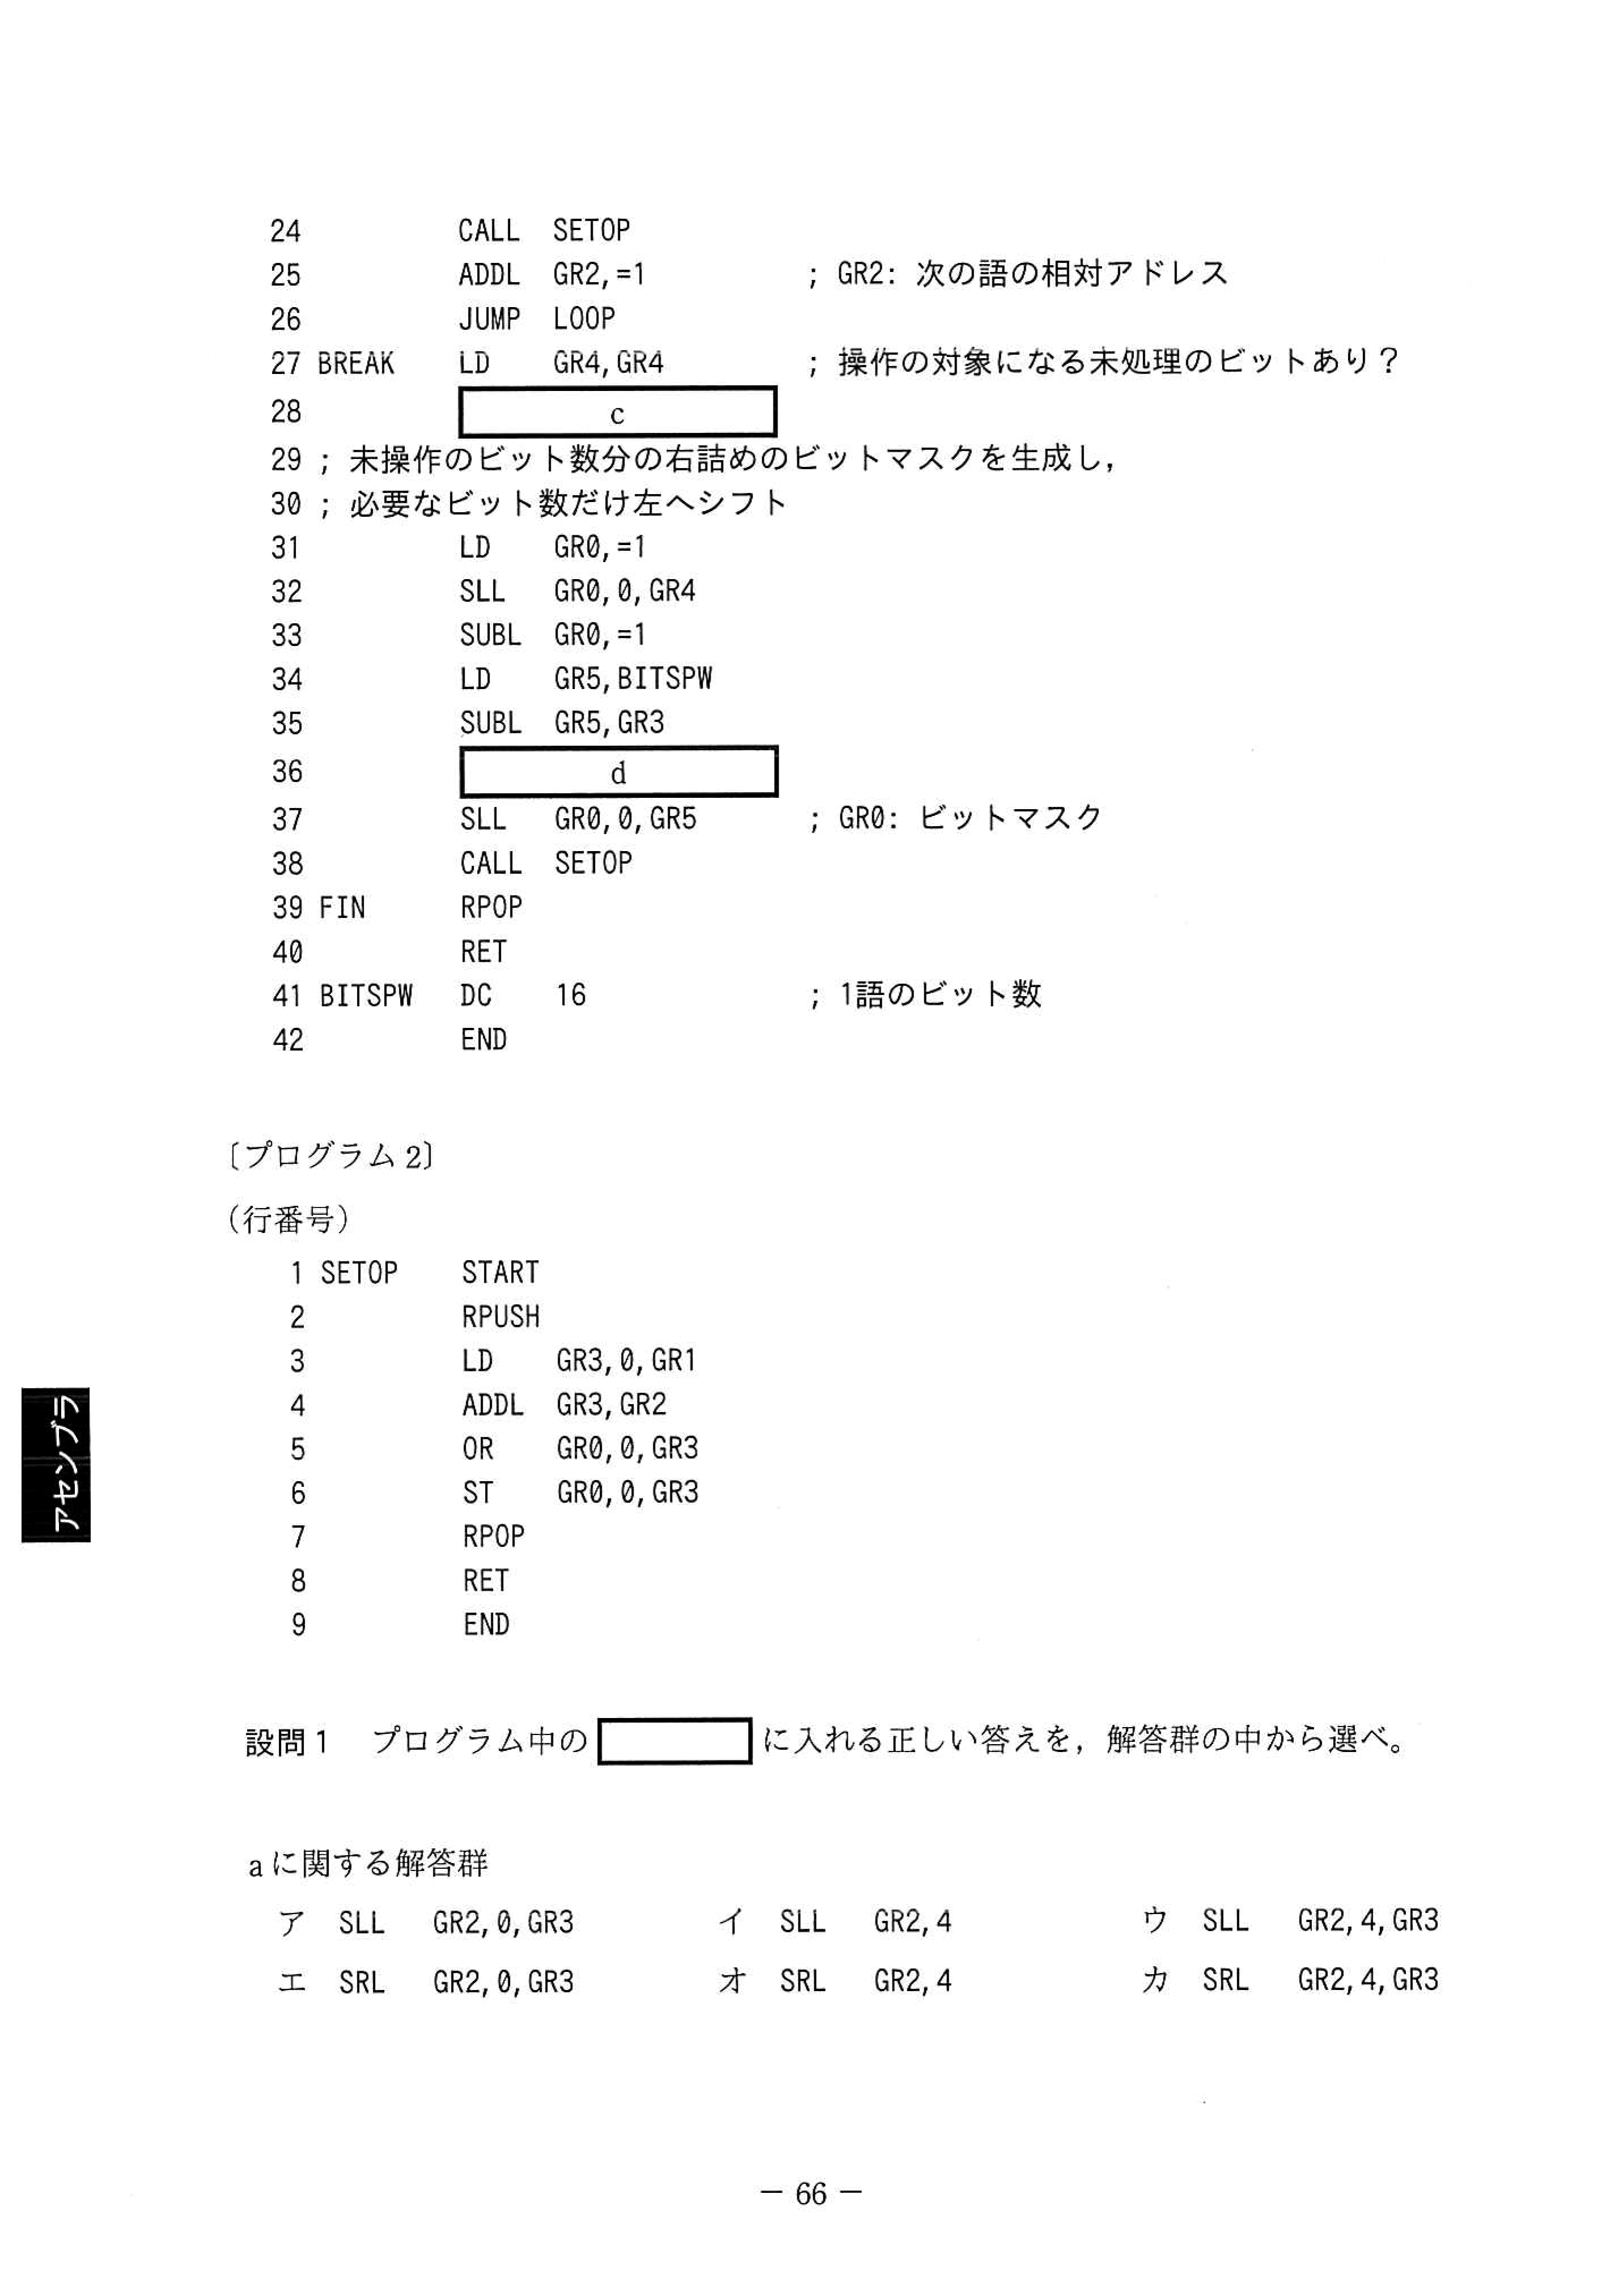 24 CALL SETOP
25 ADDL GR2,=1 ; GR2: 次の語の相対アドレス
26 JUMP LOOP
27 BREAK LD GR4,GR4 ; 操作の対象になる未処理のビットあり？
28 c
29 ; 未操作のビット数分の右詰めのビットマスクを生成し，
30 ; 必要なビット数だけ左へシフト
31 LD GR0,=1
32 SLL GR0,0,GR4
33 SUBL GR0,=1
34 LD GR5,BITSPW
35 SUBL GR5,GR3
36 d
37 SLL GR0,0,GR5 ; GR0: ビットマスク
38 CALL SETOP
39 FIN RPOP
40 RET
41 BITSPW DC 16 ; 1語のビット数
42 END
〔プログラム 2〕
（行番号）
1 SETOP START
2 RPUSH
3 LD GR3,0,GR1
4 ADDL GR3,GR2
5 OR GR0,0,GR3
6 ST GR0,0,GR3
7 RPOP
8 RET
9 END
アセンブラ
設問1 プログラム中の に入れる正しい答えを，解答群の中から選べ。
aに関する解答群
ア SLL GR2,0,GR3 イ SLL GR2,4 ウ SLL GR2,4,GR3
エ SRL GR2,0,GR3 オ SRL GR2,4 カ SRL GR2,4,GR3
－ 66 －